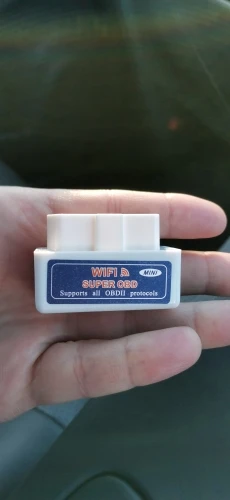 WIFI MINI
SUPER OBD
Supports all OBDII protocols